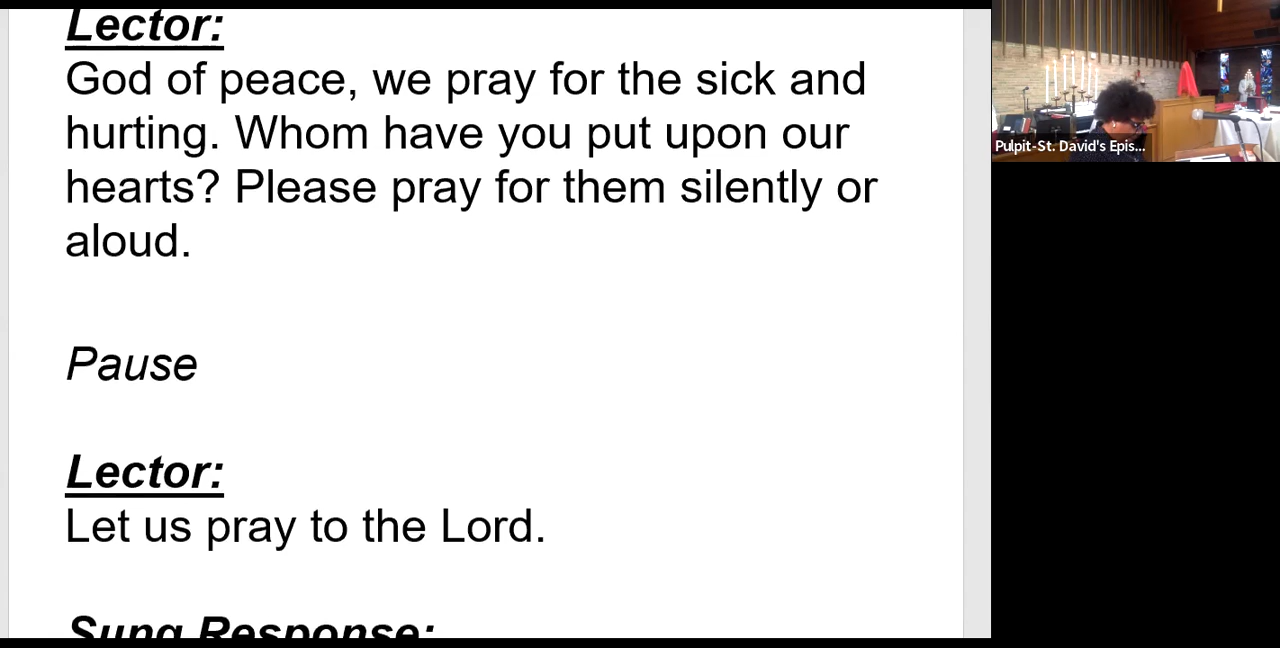 Lector:
God of peace, we pray for the sick and
hurting. Whom have you put upon our
hearts? Please pray for them silently or
aloud.
Pause
Lector:
Let us pray to the Lord.
Sung Response:
Pulpit-St. David's Epis...